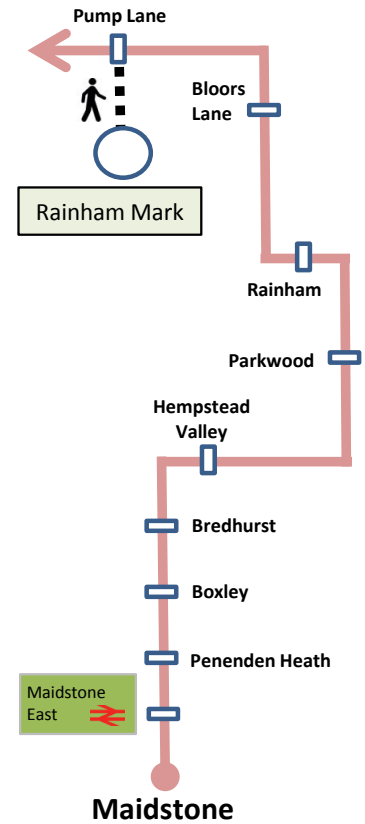 Pump Lane
Bloors
Lane
Rainham Mark
Rainham
Parkwood
Hempstead
Valley
Bredhurst
Boxley
Penenden Heath
Maidstone
East
Maidstone